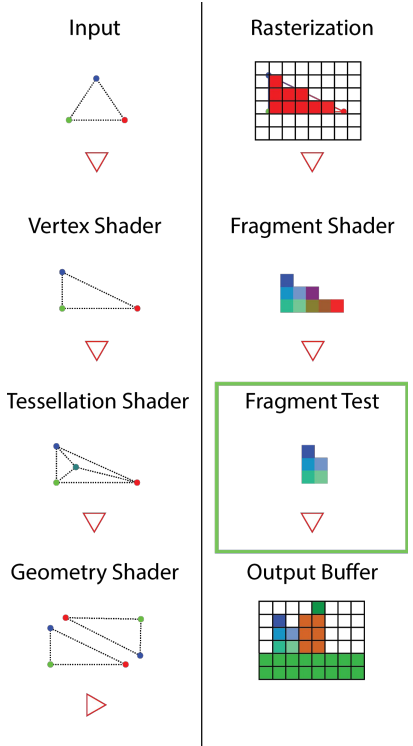 Input
Vertex Shader
Tessellation Shader
Geometry Shader
Rasterization
Fragment Shader
Fragment Test
Output Buffer